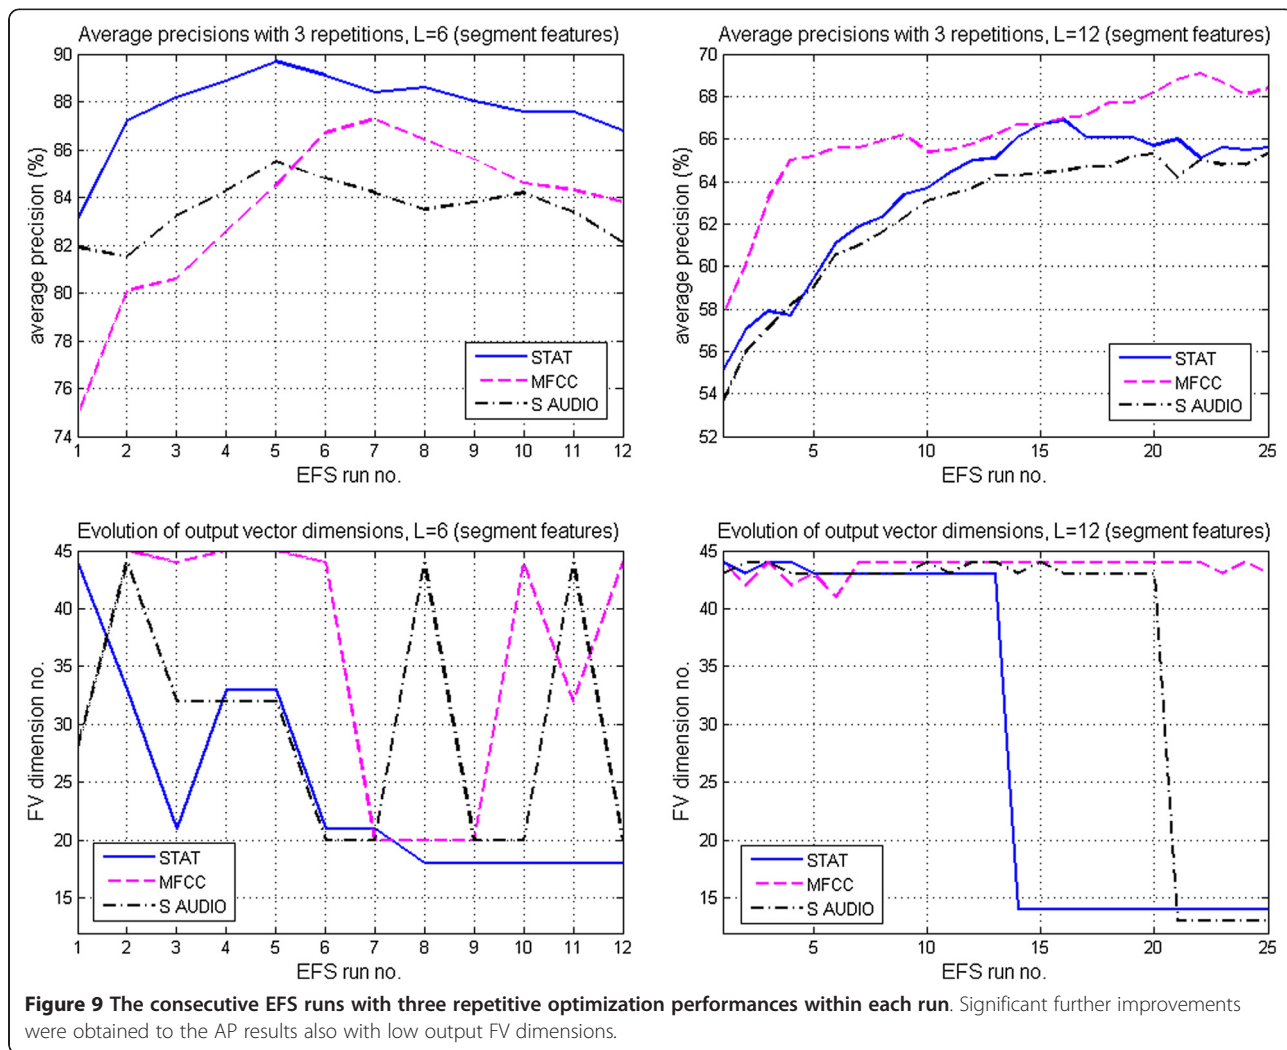 Average precisions with 3 repetitions, L=6 (segment features)
90
88
86
84
82
80
78
76
74
average precision (%)
STAT
MFCC
S AUDIO
1 2 3 4 5 6 7 8 9 10 11 12
EFS run no.
Average precisions with 3 repetitions, L=12 (segment features)
70
68
66
64
62
60
58
56
54
52
average precision (%)
STAT
MFCC
S AUDIO
5 10 15 20 25
EFS run no.
Evolution of output vector dimensions, L=6 (segment features)
45
40
35
30
25
20
15
FV dimension no.
STAT
MFCC
S AUDIO
1 2 3 4 5 6 7 8 9 10 11 12
EFS run no.
Evolution of output vector dimensions, L=12 (segment features)
45
40
35
30
25
20
15
FV dimension no.
STAT
MFCC
S AUDIO
5 10 15 20 25
EFS run no.
Figure 9 The consecutive EFS runs with three repetitive optimization performances within each run. Significant further improvements
were obtained to the AP results also with low output FV dimensions.